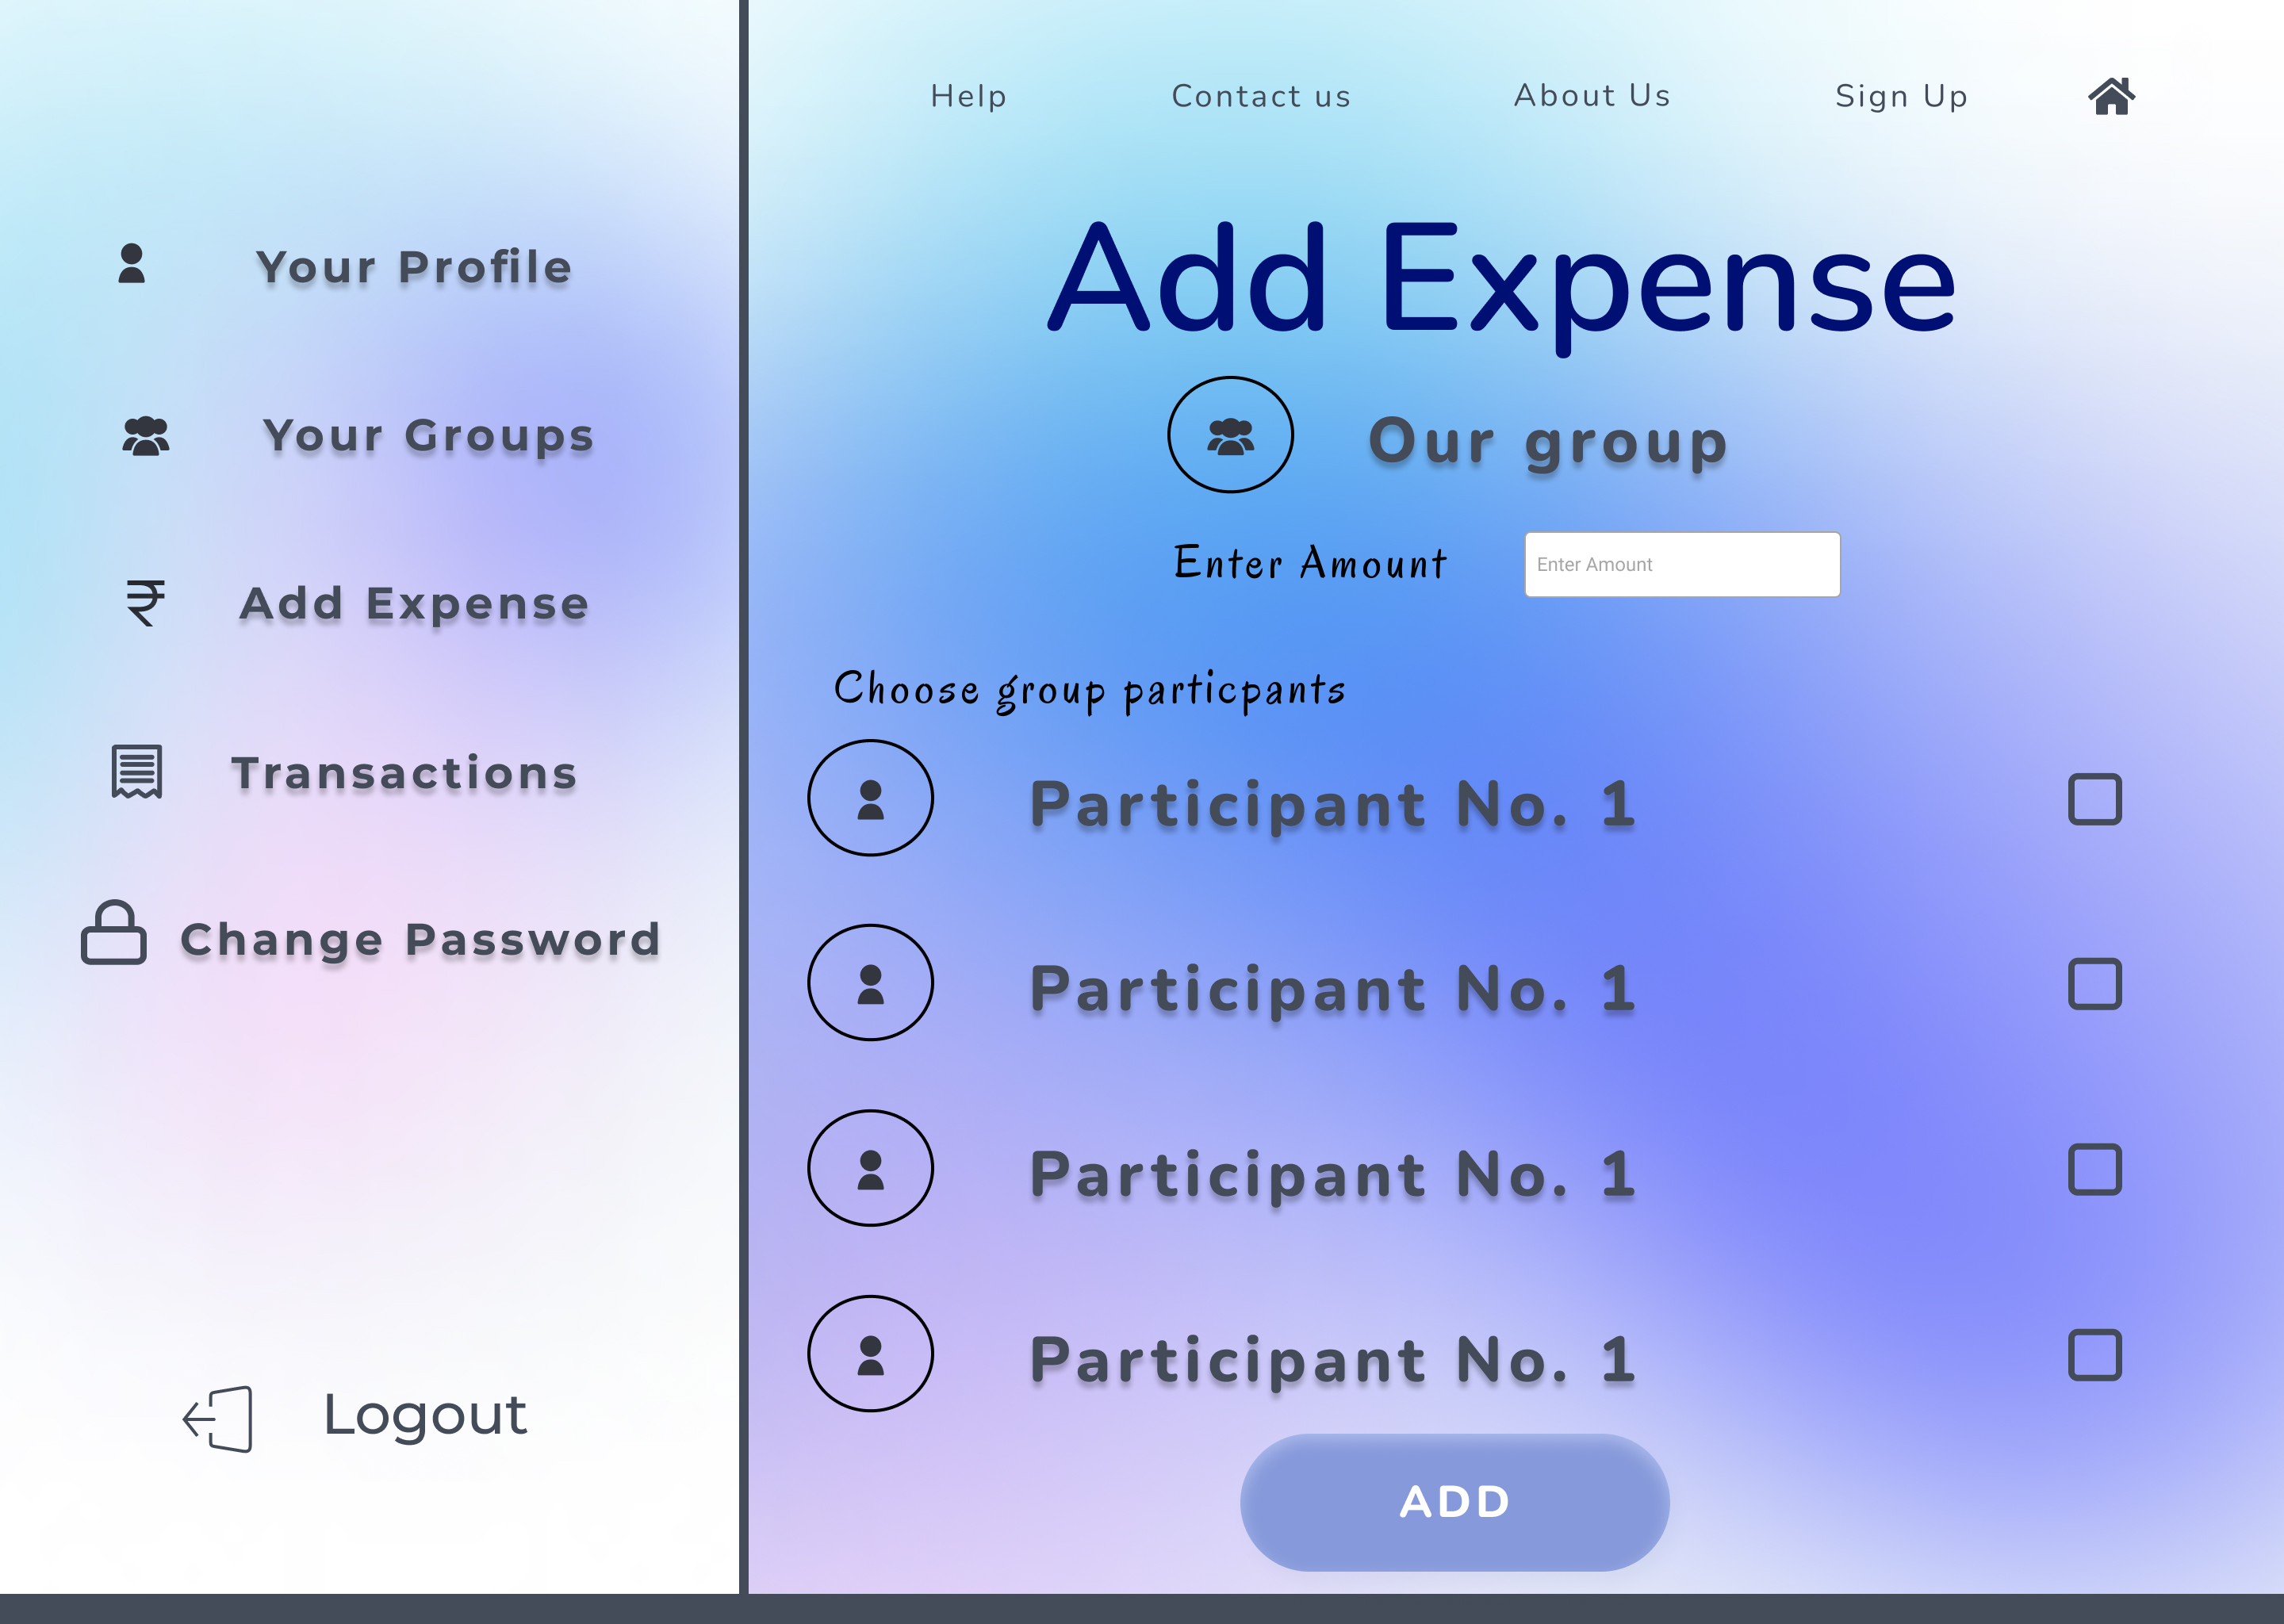 Help
Contact us
About Us
Sign Up
Your Profile
Your Groups
Add Expense
Transactions
Change Password
Logout
Add Expense
Our group
Enter Amount
Enter Amount
Choose group particpants
Participant No. 1
Participant No. 1
Participant No. 1
Participant No. 1
ADD